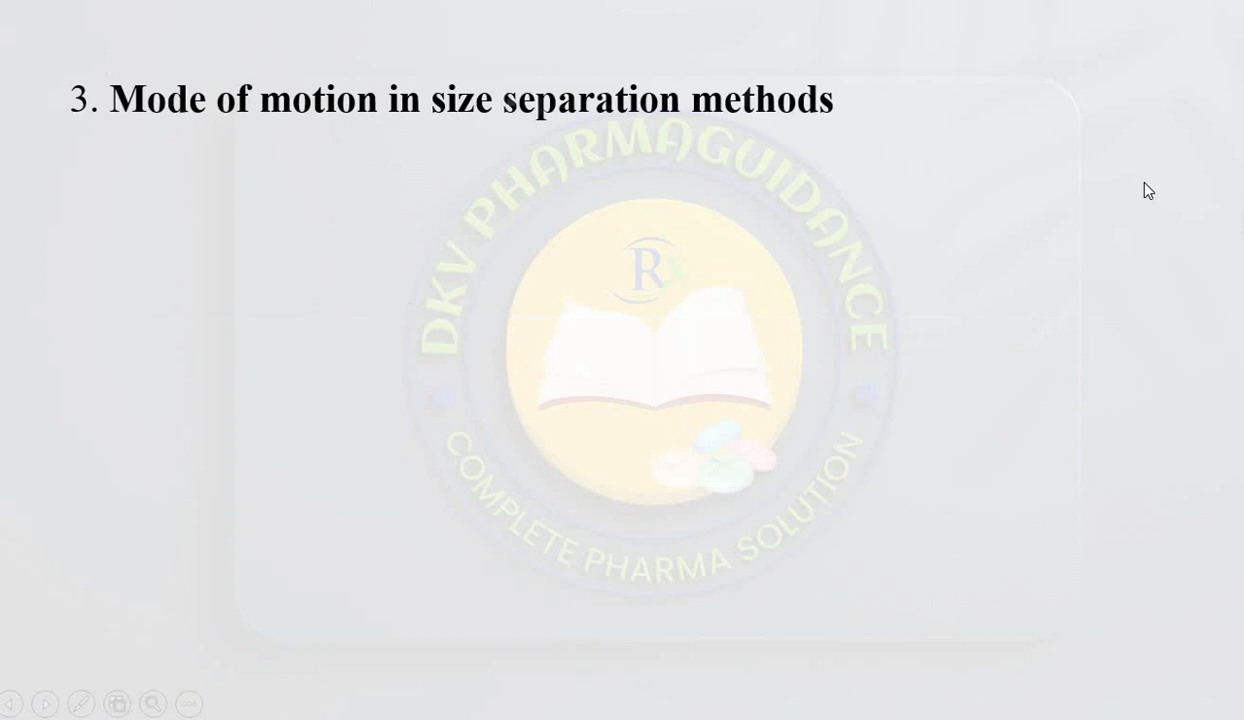 3. Mode of motion in size separation methods
DKV PHARMAGUIDANCE
R
COMPLETE PHARMA SOLUTION